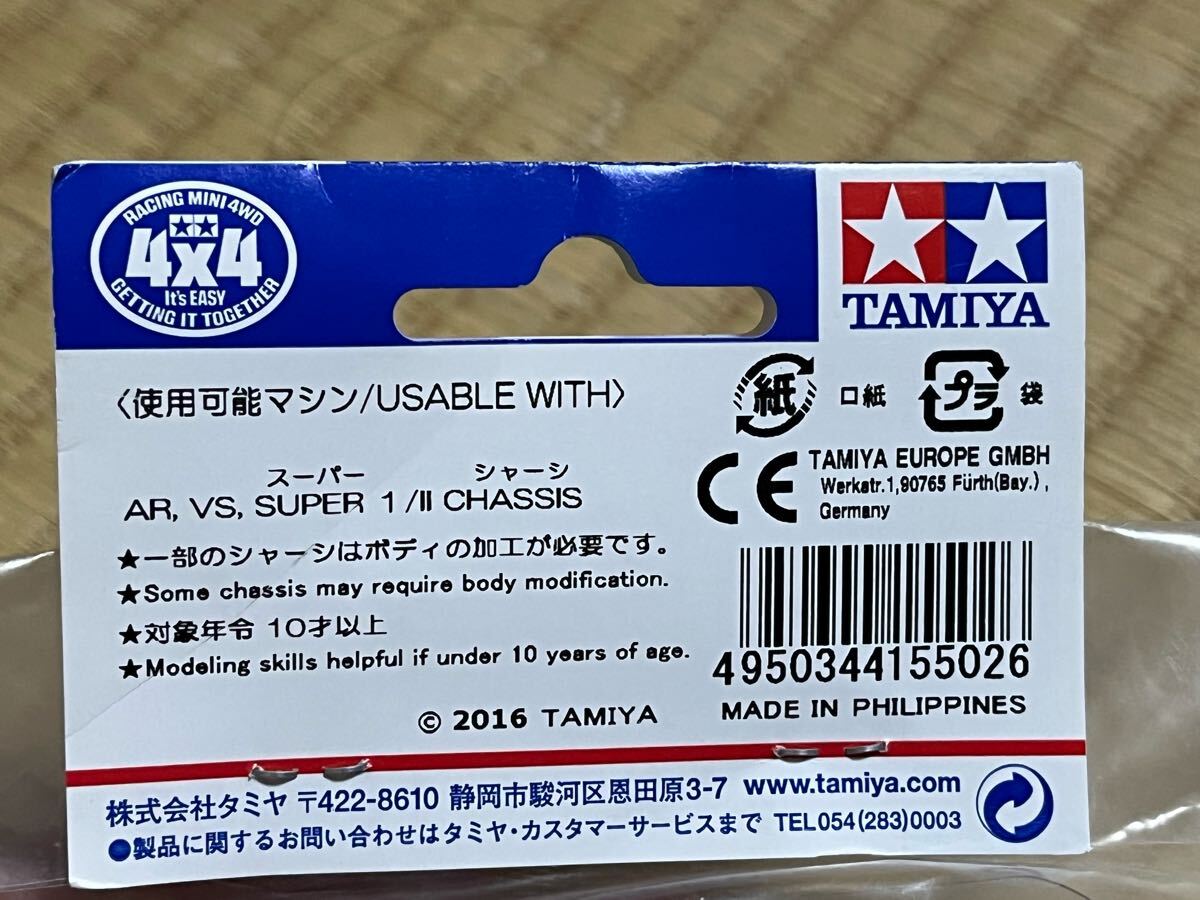 RACING MINI 4WD
4x4
It's EASY
GETTING IT TOGETHER
TAMIYA
〈使用可能マシン/USABLE WITH〉
紙 口紙 プラ 袋
スーパー シャーシ
AR, VS, SUPER 1/II CHASSIS
CE TAMIYA EUROPE GMBH
Werkstr.1,90765 Fürth(Bay.),
Germany
★一部のシャーシはボディの加工が必要です。
★Some chassis may require body modification.
★対象年令 10才以上
★Modeling skills helpful if under 10 years of age.
4950344155026
© 2016 TAMIYA
MADE IN PHILIPPINES
株式会社タミヤ 〒422-8610 静岡市駿河区恩田原3-7 www.tamiya.com
●製品に関するお問い合わせはタミヤ・カスタマーサービスまで TEL054(283)0003